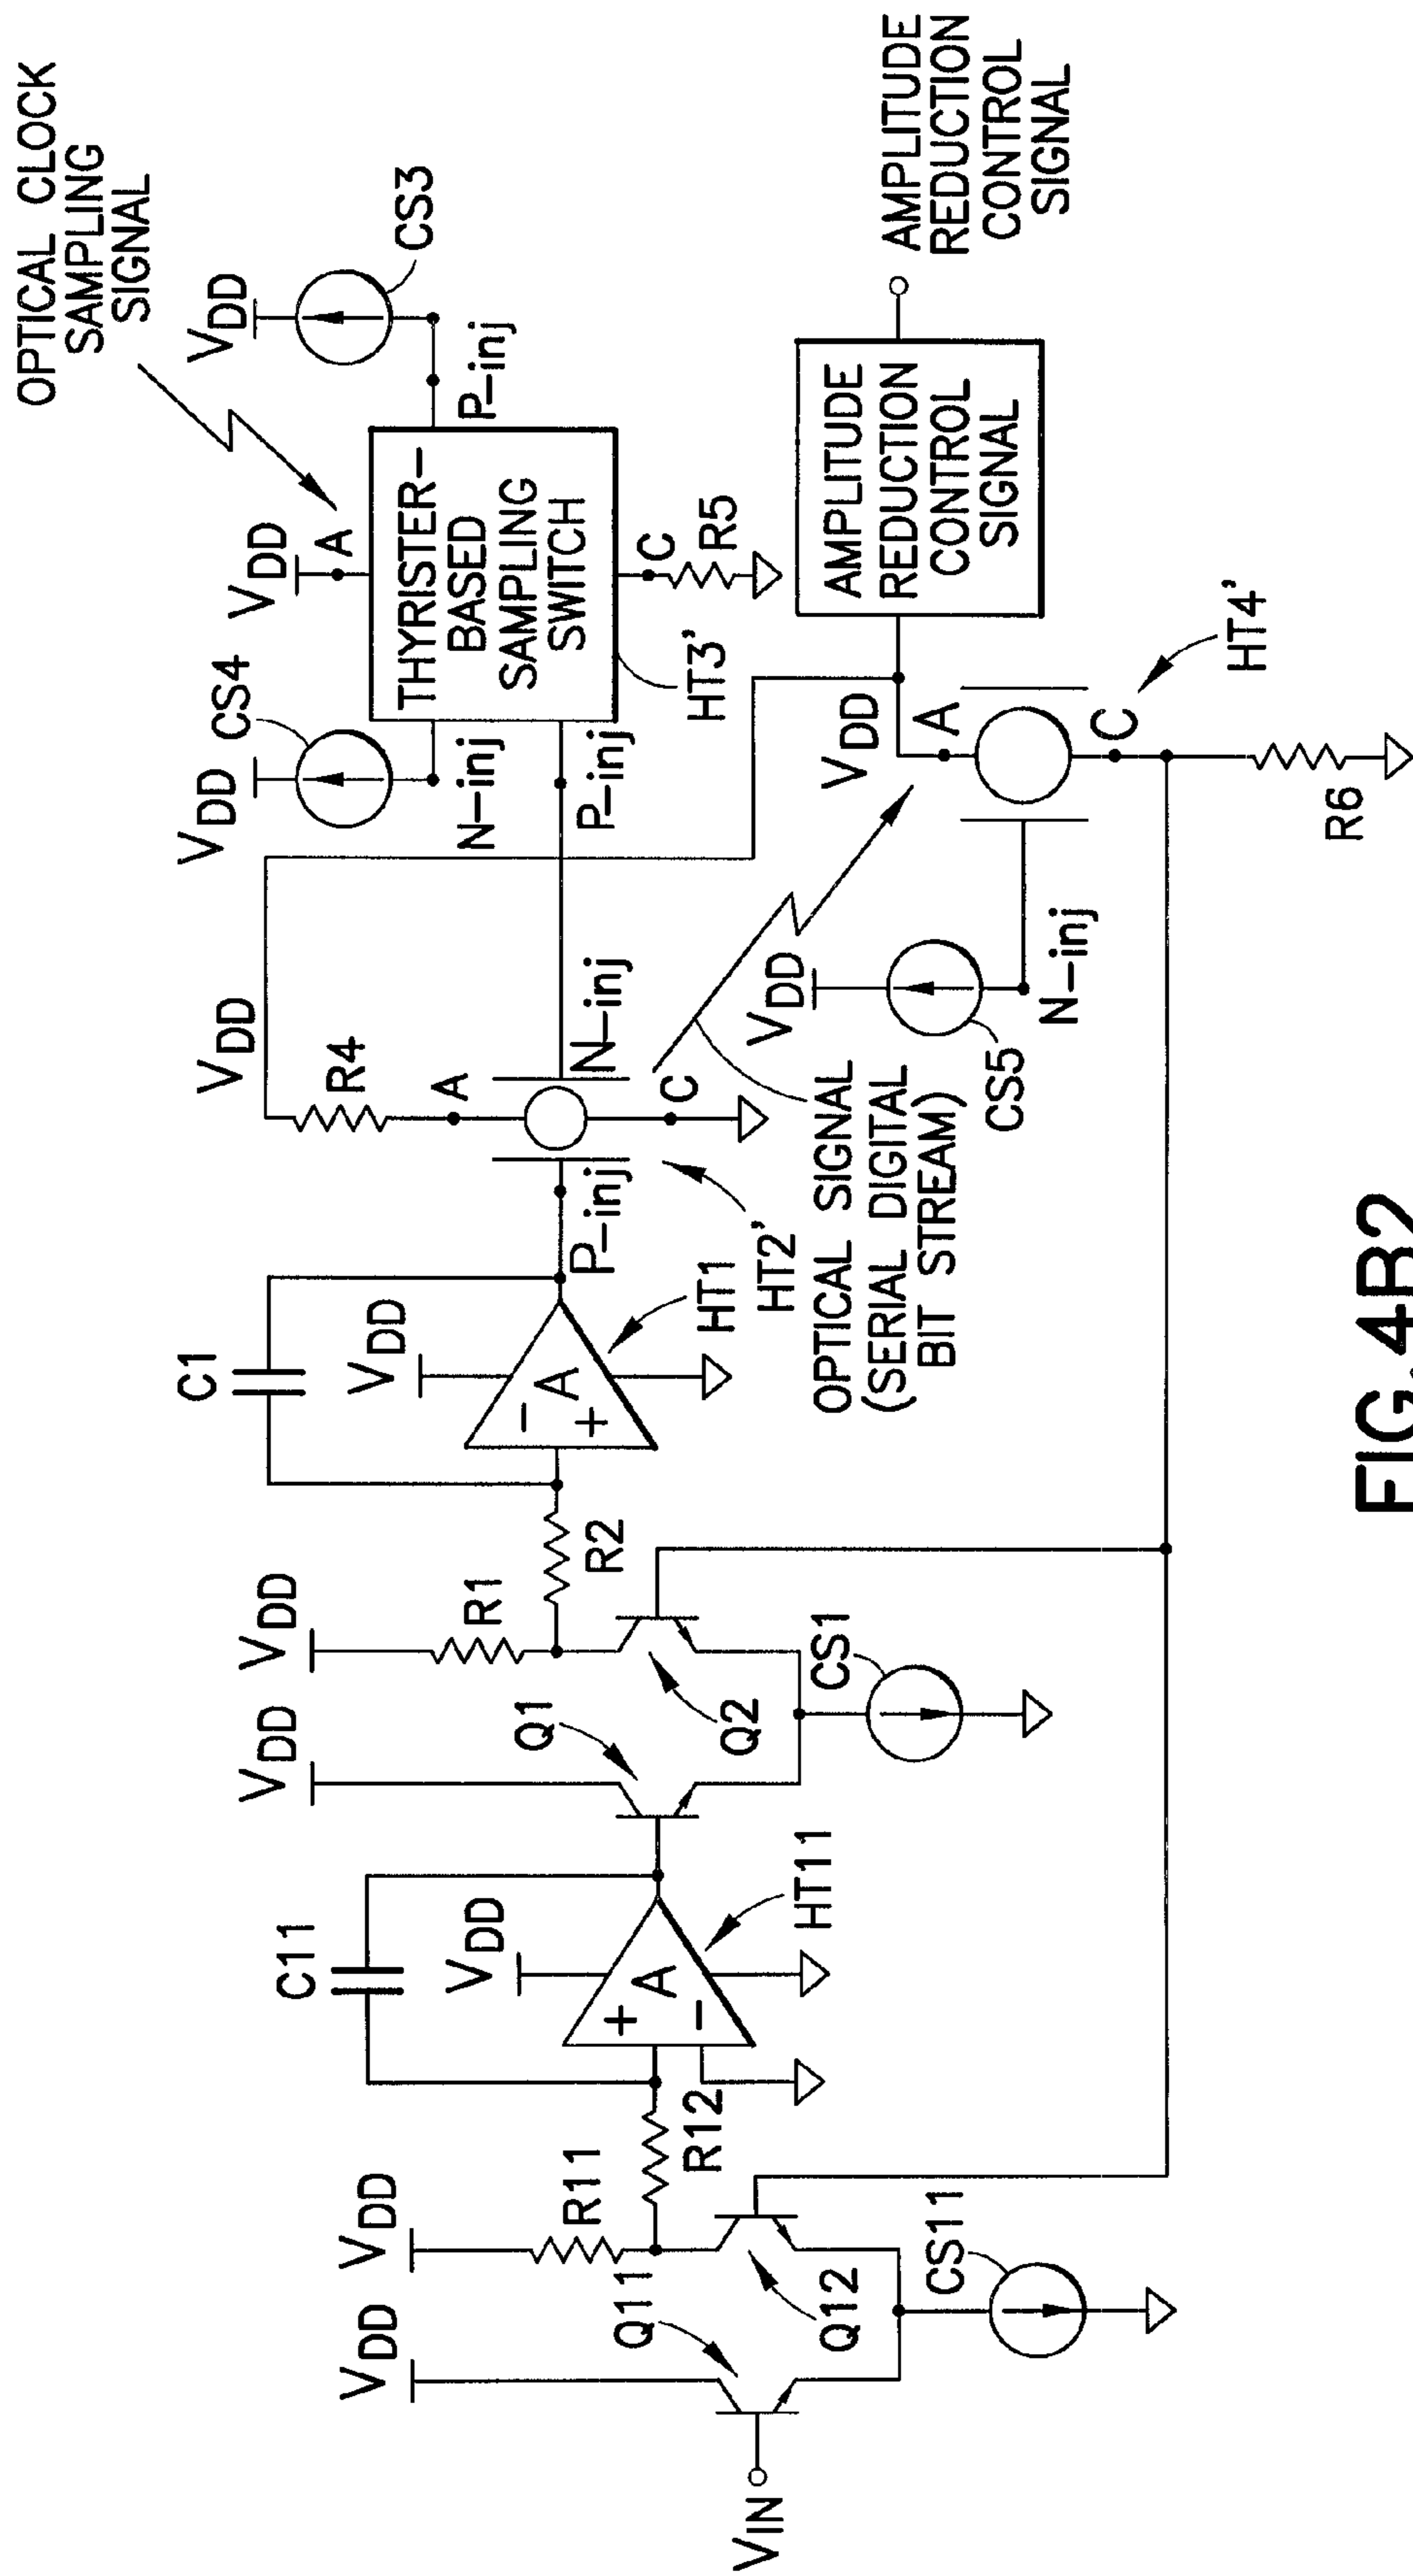 OPTICAL CLOCK
SAMPLING
SIGNAL
VDD
CS3
P-inj
VDD
A
THYRISTER-
BASED
SAMPLING
SWITCH
VDD
CS4
N-inj
P-inj
HT3'
C
R5
AMPLITUDE
REDUCTION
CONTROL
SIGNAL
AMPLITUDE
REDUCTION
CONTROL
SIGNAL
VDD
A
C
HT4'
R6
VDD
R4
A
N-inj
C
P-inj
HT2'
VDD
CS5
N-inj
OPTICAL SIGNAL
(SERIAL DIGITAL
BIT STREAM)
C1
VDD
A
-
+
HT1
R2
VDD
R1
VDD
Q1
Q2
CS1
C11
VDD
+
A
-
HT11
R12
VDD
R11
VDD
Q11
Q12
CS11
VIN
FIG.4B2